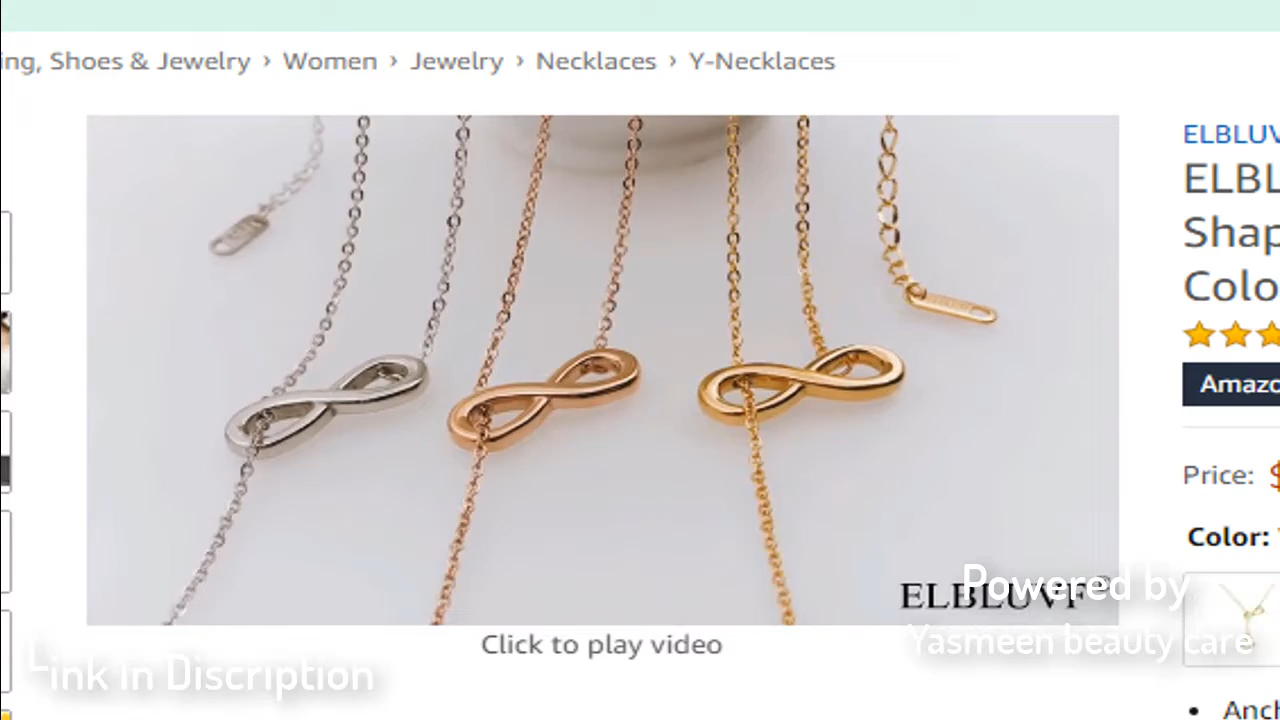 ing, Shoes & Jewelry › Women › Jewelry › Necklaces › Y-Necklaces
ELBLUV
ELBL
Shap
Colo
Amazo
Price: $
Color:
ELBLUVF®
Powered by
Yasmeen beauty care
Click to play video
Link in Discription
• Anch